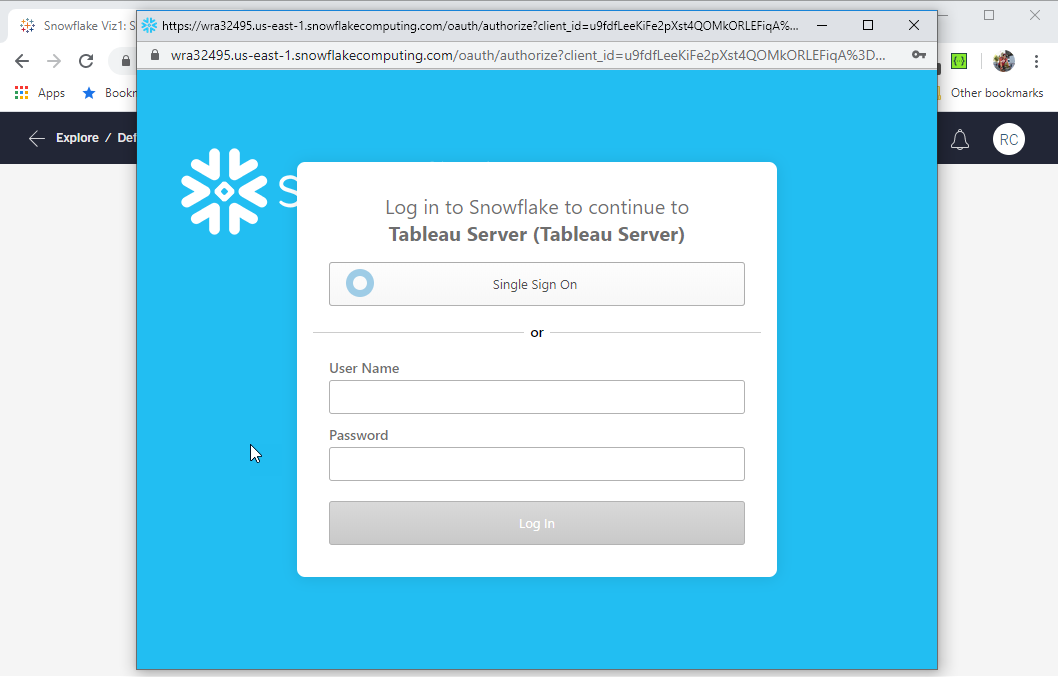 Snowflake Viz1: S
https://wra32495.us-east-1.snowflakecomputing.com/oauth/authorize?client_id=u9fdfLeeKiFe2pXst4QOMkORLEFiqA%...
wra32495.us-east-1.snowflakecomputing.com/oauth/authorize?client_id=u9fdfLeeKiFe2pXst4QOMkORLEFiqA%3D...
Apps
Bookr
Other bookmarks
Explore / Def
RC
S
Log in to Snowflake to continue to
Tableau Server (Tableau Server)
Single Sign On
or
User Name
Password
Log In